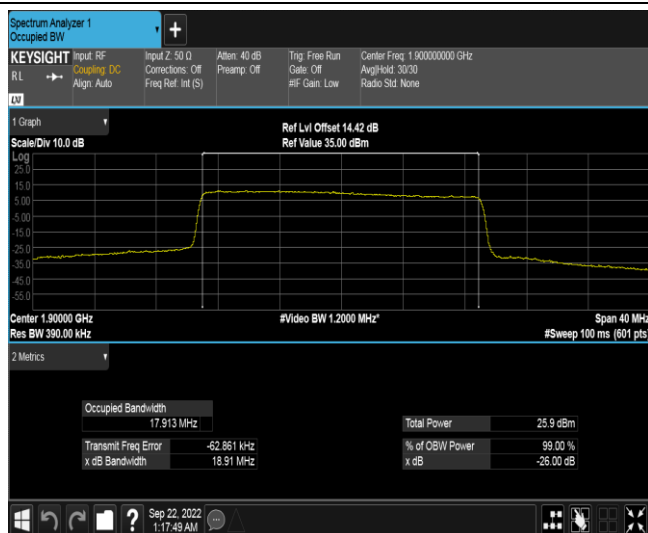 Spectrum Analyzer 1
Occupied BW
KEYSIGHT Input: RF Input Z: 50 Ω Atten: 40 dB Trig: Free Run Center Freq: 1.900000000 GHz
RL Coupling: DC Corrections: Off Preamp: Off Gate: Off Avg|Hold: 30/30
Align: Auto Freq Ref: Int (S) #IF Gain: Low Radio Std: None
LXI
1 Graph Ref Lvl Offset 14.42 dB
Scale/Div 10.0 dB Ref Value 35.00 dBm
Log
25.0
15.0
5.00
-5.00
-15.0
-25.0
-35.0
-45.0
-55.0
Center 1.90000 GHz #Video BW 1.2000 MHz* Span 40 MHz
Res BW 390.00 kHz #Sweep 100 ms (601 pts)
2 Metrics
Occupied Bandwidth
17.913 MHz Total Power 25.9 dBm
Transmit Freq Error -62.861 kHz % of OBW Power 99.00 %
x dB Bandwidth 18.91 MHz x dB -26.00 dB
? Sep 22, 2022
1:17:49 AM